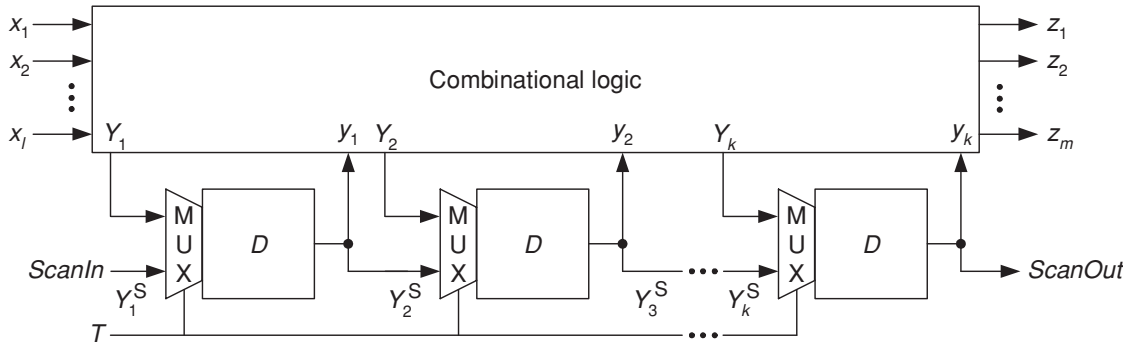 x₁ z₁
x₂ z₂
Combinational logic
xₗ Y₁ y₁ Y₂ y₂ Yₖ yₖ zₘ
M M M
U D U D U D
X X X
ScanIn Y₁ˢ Y₂ˢ Y₃ˢ Yₖˢ ScanOut
T